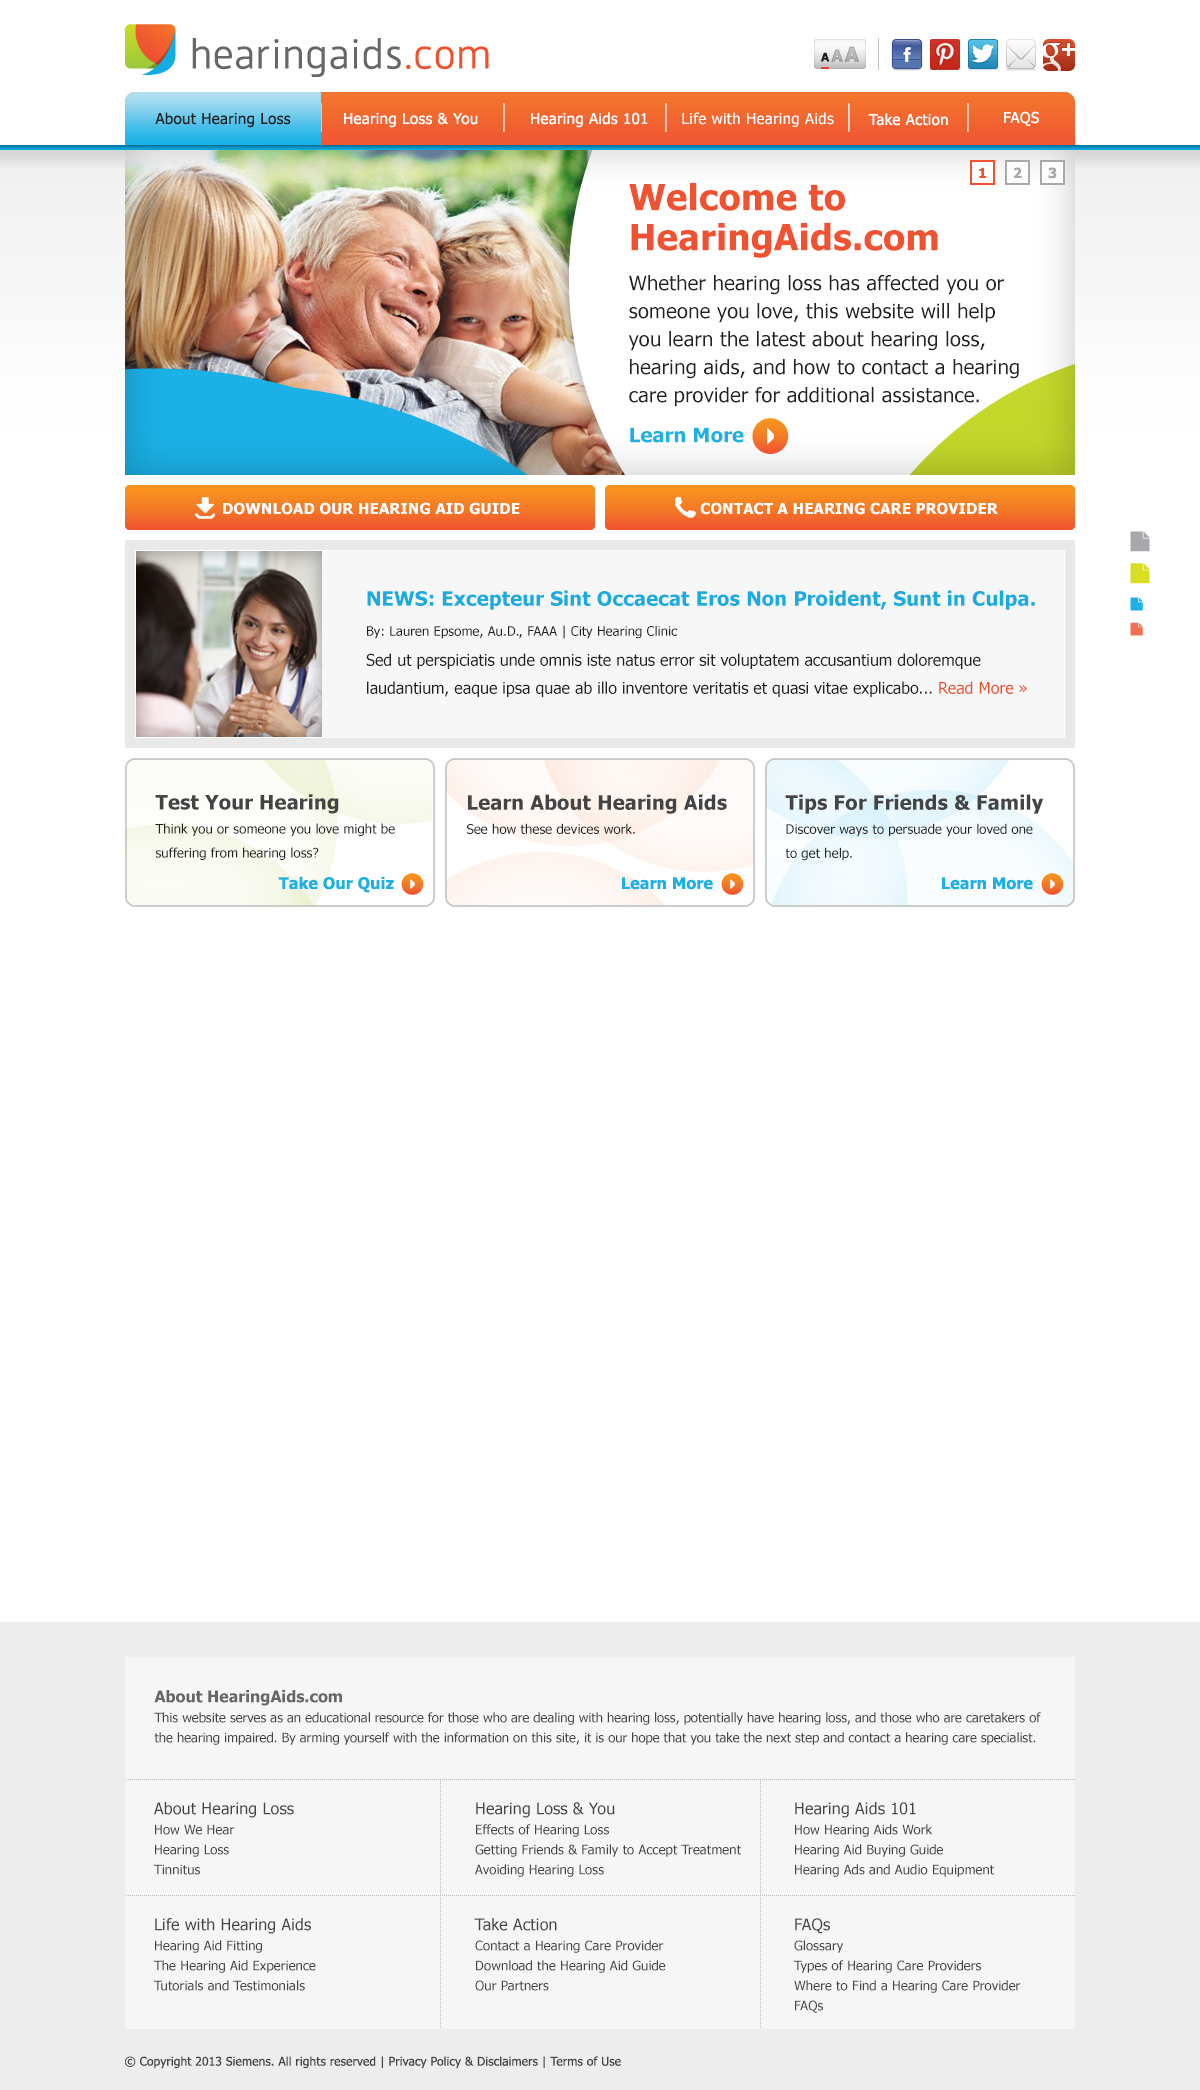 hearingaids.com
A A A
f
g+
About Hearing Loss
Hearing Loss & You
Hearing Aids 101
Life with Hearing Aids
Take Action
FAQS
1 2 3
Welcome to
HearingAids.com
Whether hearing loss has affected you or
someone you love, this website will help
you learn the latest about hearing loss,
hearing aids, and how to contact a hearing
care provider for additional assistance.
Learn More
DOWNLOAD OUR HEARING AID GUIDE
CONTACT A HEARING CARE PROVIDER
NEWS: Excepteur Sint Occaecat Eros Non Proident, Sunt in Culpa.
By: Lauren Epsome, Au.D., FAAA | City Hearing Clinic
Sed ut perspiciatis unde omnis iste natus error sit voluptatem accusantium doloremque
laudantium, eaque ipsa quae ab illo inventore veritatis et quasi vitae explicabo... Read More »
Test Your Hearing
Think you or someone you love might be
suffering from hearing loss?
Take Our Quiz
Learn About Hearing Aids
See how these devices work.
Learn More
Tips For Friends & Family
Discover ways to persuade your loved one
to get help.
Learn More
About HearingAids.com
This website serves as an educational resource for those who are dealing with hearing loss, potentially have hearing loss, and those who are caretakers of
the hearing impaired. By arming yourself with the information on this site, it is our hope that you take the next step and contact a hearing care specialist.
About Hearing Loss
How We Hear
Hearing Loss
Tinnitus
Hearing Loss & You
Effects of Hearing Loss
Getting Friends & Family to Accept Treatment
Avoiding Hearing Loss
Hearing Aids 101
How Hearing Aids Work
Hearing Aid Buying Guide
Hearing Ads and Audio Equipment
Life with Hearing Aids
Hearing Aid Fitting
The Hearing Aid Experience
Tutorials and Testimonials
Take Action
Contact a Hearing Care Provider
Download the Hearing Aid Guide
Our Partners
FAQs
Glossary
Types of Hearing Care Providers
Where to Find a Hearing Care Provider
FAQs
© Copyright 2013 Siemens. All rights reserved | Privacy Policy & Disclaimers | Terms of Use